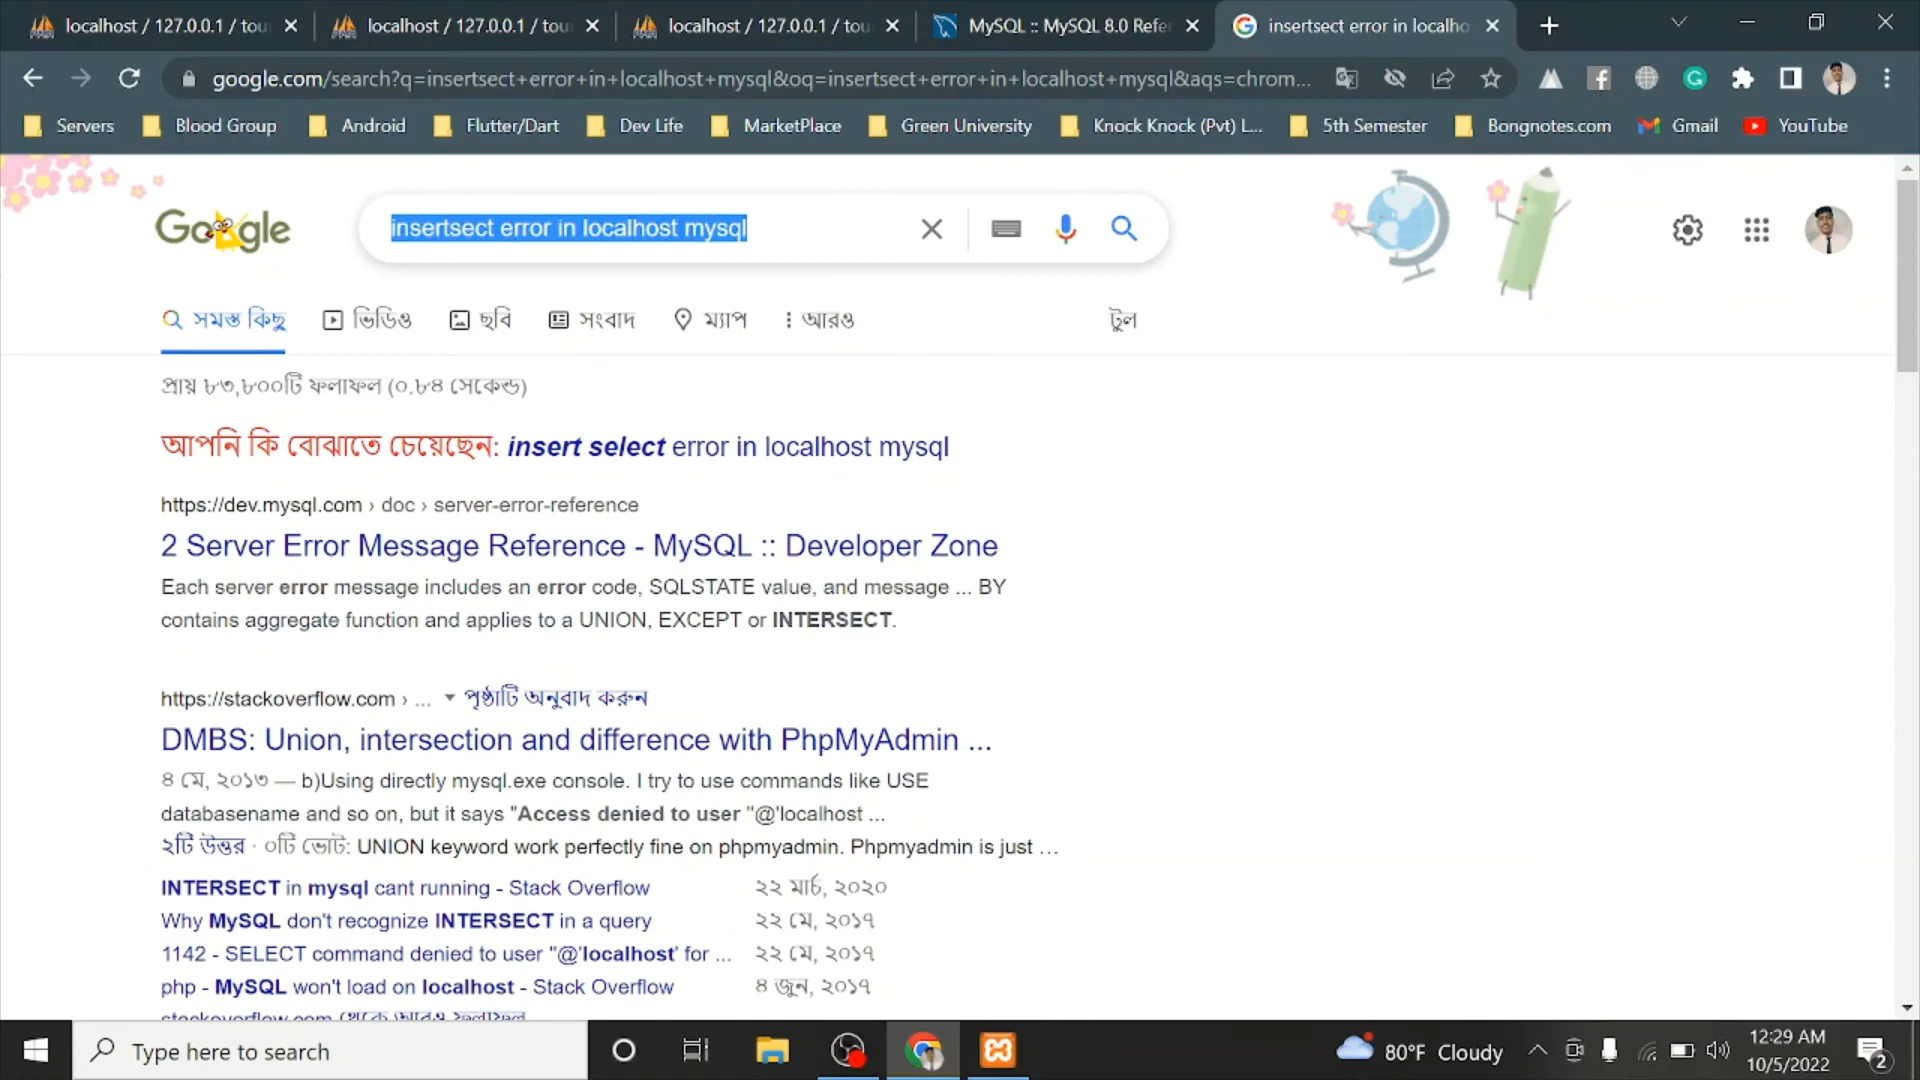 localhost / 127.0.0.1 / tou
localhost / 127.0.0.1 / tou
localhost / 127.0.0.1 / tou
MySQL :: MySQL 8.0 Refer
insertsect error in localho
google.com/search?q=insertsect+error+in+localhost+mysql&oq=insertsect+error+in+localhost+mysql&aqs=chrom...
Servers
Blood Group
Android
Flutter/Dart
Dev Life
MarketPlace
Green University
Knock Knock (Pvt) L...
5th Semester
Bongnotes.com
Gmail
YouTube
Google
insertsect error in localhost mysql
সমস্ত কিছু
ভিডিও
ছবি
সংবাদ
ম্যাপ
আরও
টুল
প্রায় ৮৩,৮০০টি ফলাফল (০.৮৪ সেকেন্ড)
আপনি কি বোঝাতে চেয়েছেন: insert select error in localhost mysql
https://dev.mysql.com › doc › server-error-reference
2 Server Error Message Reference - MySQL :: Developer Zone
Each server error message includes an error code, SQLSTATE value, and message ... BY
contains aggregate function and applies to a UNION, EXCEPT or INTERSECT.
https://stackoverflow.com › ... পৃষ্ঠাটি অনুবাদ করুন
DMBS: Union, intersection and difference with PhpMyAdmin ...
৪ মে, ২০১৩ — b)Using directly mysql.exe console. I try to use commands like USE
databasename and so on, but it says "Access denied to user "@'localhost ...
২টি উত্তর · ০টি ভোট: UNION keyword work perfectly fine on phpmyadmin. Phpmyadmin is just ...
INTERSECT in mysql cant running - Stack Overflow ২২ মার্চ, ২০২০
Why MySQL don't recognize INTERSECT in a query ২২ মে, ২০১৭
1142 - SELECT command denied to user "@'localhost' for ... ২২ মে, ২০১৭
php - MySQL won't load on localhost - Stack Overflow ৪ জুন, ২০১৭
stackoverflow.com থেকে আরও ফলাফল
Type here to search
80°F Cloudy
12:29 AM
10/5/2022
2